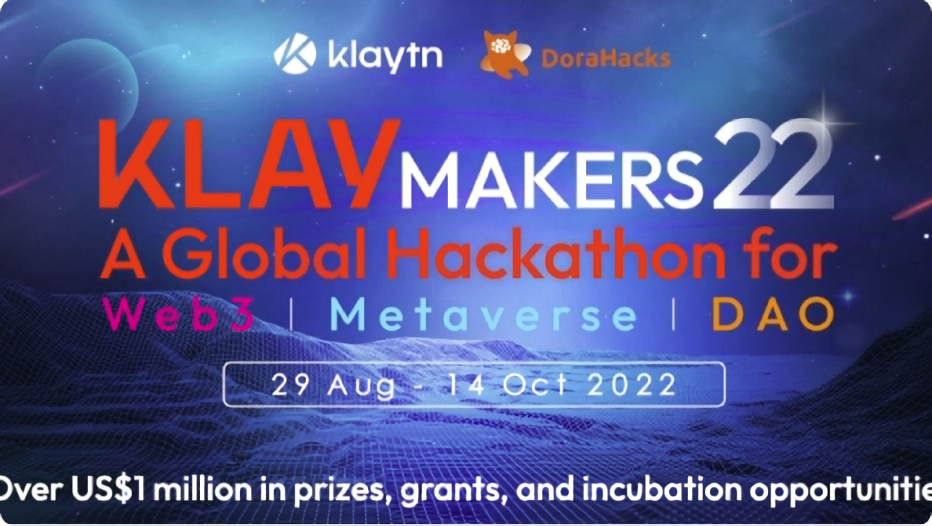 klaytn DoraHacks
KLAYMAKERS22
A Global Hackathon for
Web3 | Metaverse | DAO
29 Aug - 14 Oct 2022
Over US$1 million in prizes, grants, and incubation opportunitie